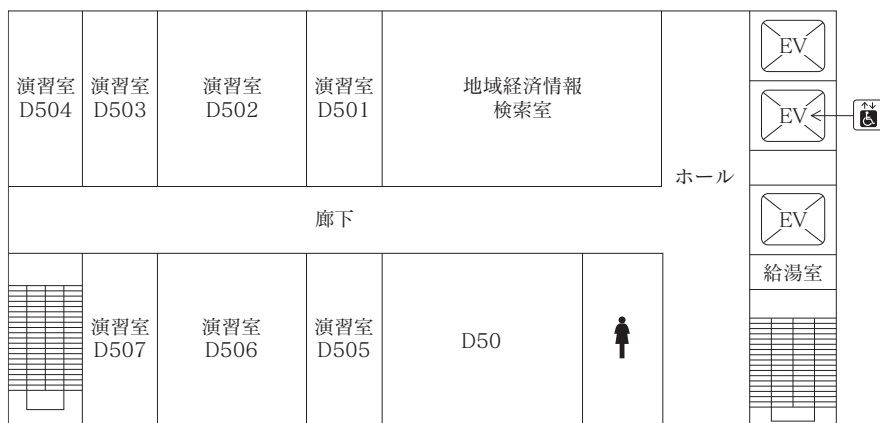 演習室
D504
演習室
D503
演習室
D502
演習室
D501
地域経済情報
検索室
EV
EV
EV
ホール
廊下
給湯室
演習室
D507
演習室
D506
演習室
D505
D50